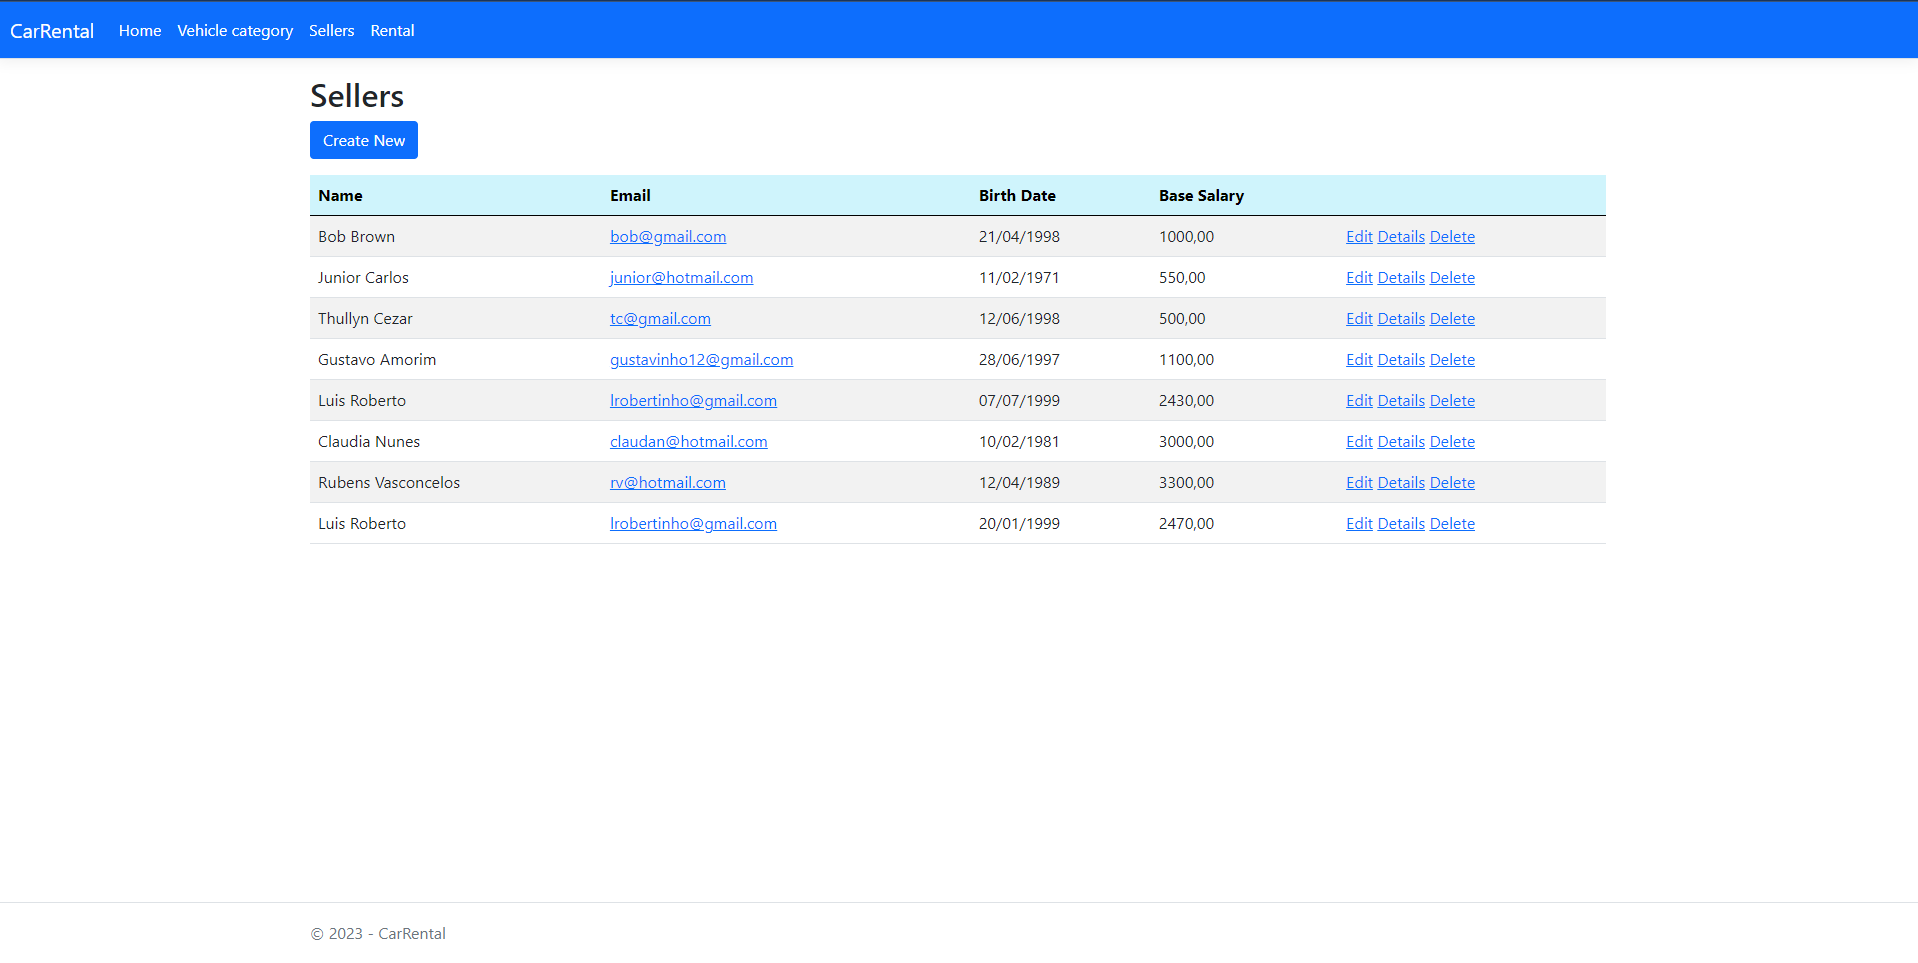 CarRental Home Vehicle category Sellers Rental
Sellers
Create New
Name Email Birth Date Base Salary
Bob Brown bob@gmail.com 21/04/1998 1000,00 Edit Details Delete
Junior Carlos junior@hotmail.com 11/02/1971 550,00 Edit Details Delete
Thullyn Cezar tc@gmail.com 12/06/1998 500,00 Edit Details Delete
Gustavo Amorim gustavinho12@gmail.com 28/06/1997 1100,00 Edit Details Delete
Luis Roberto lrobertinho@gmail.com 07/07/1999 2430,00 Edit Details Delete
Claudia Nunes claudan@hotmail.com 10/02/1981 3000,00 Edit Details Delete
Rubens Vasconcelos rv@hotmail.com 12/04/1989 3300,00 Edit Details Delete
Luis Roberto lrobertinho@gmail.com 20/01/1999 2470,00 Edit Details Delete
© 2023 - CarRental